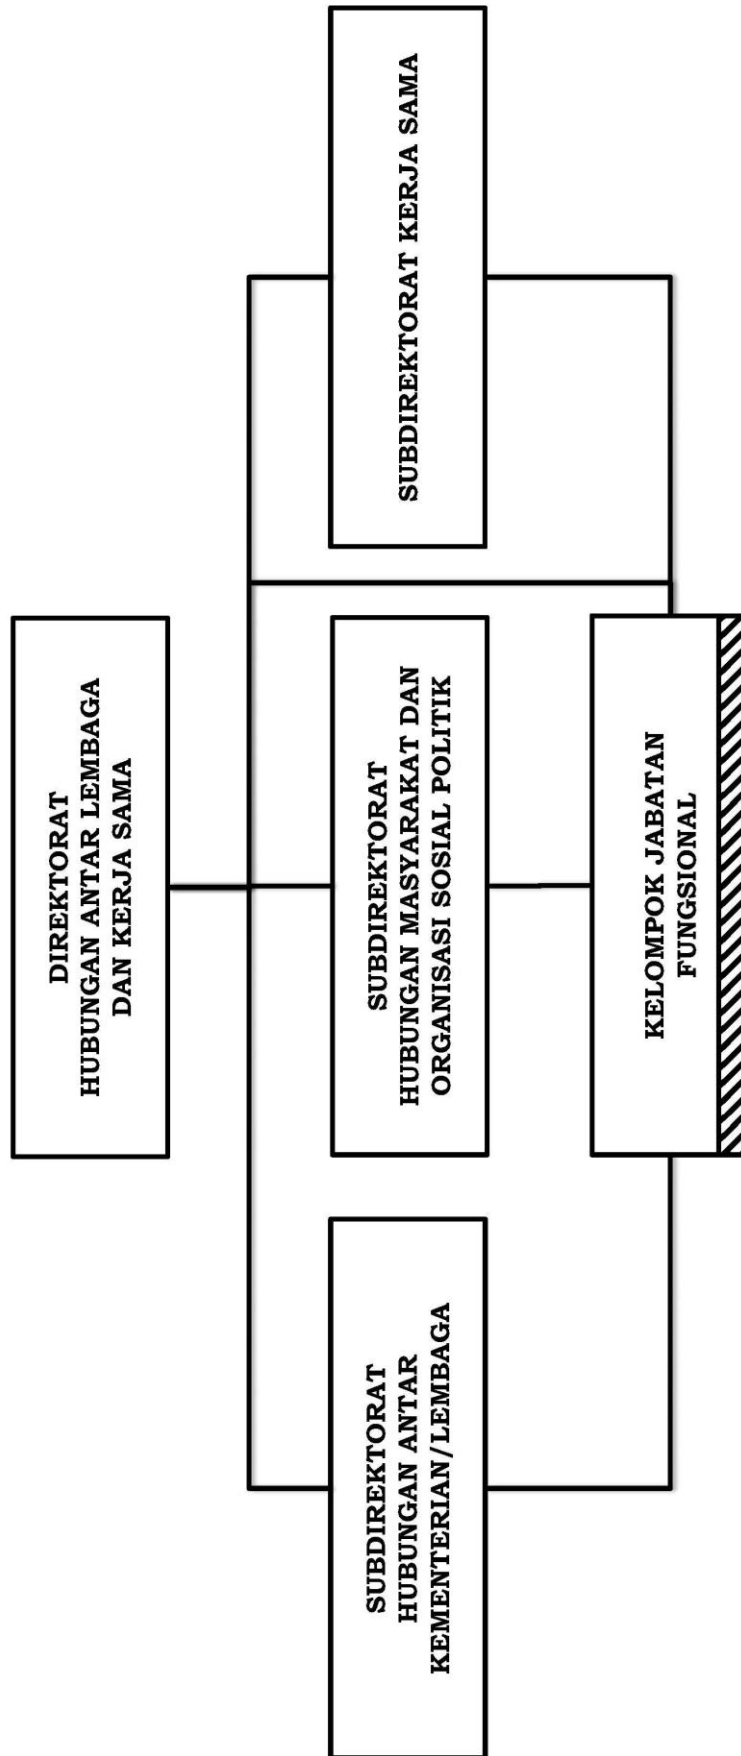 DIREKTORAT
HUBUNGAN ANTAR LEMBAGA
DAN KERJA SAMA
SUBDIREKTORAT
HUBUNGAN ANTAR
KEMENTERIAN/LEMBAGA
SUBDIREKTORAT
HUBUNGAN MASYARAKAT DAN
ORGANISASI SOSIAL POLITIK
SUBDIREKTORAT KERJA SAMA
KELOMPOK JABATAN
FUNGSIONAL